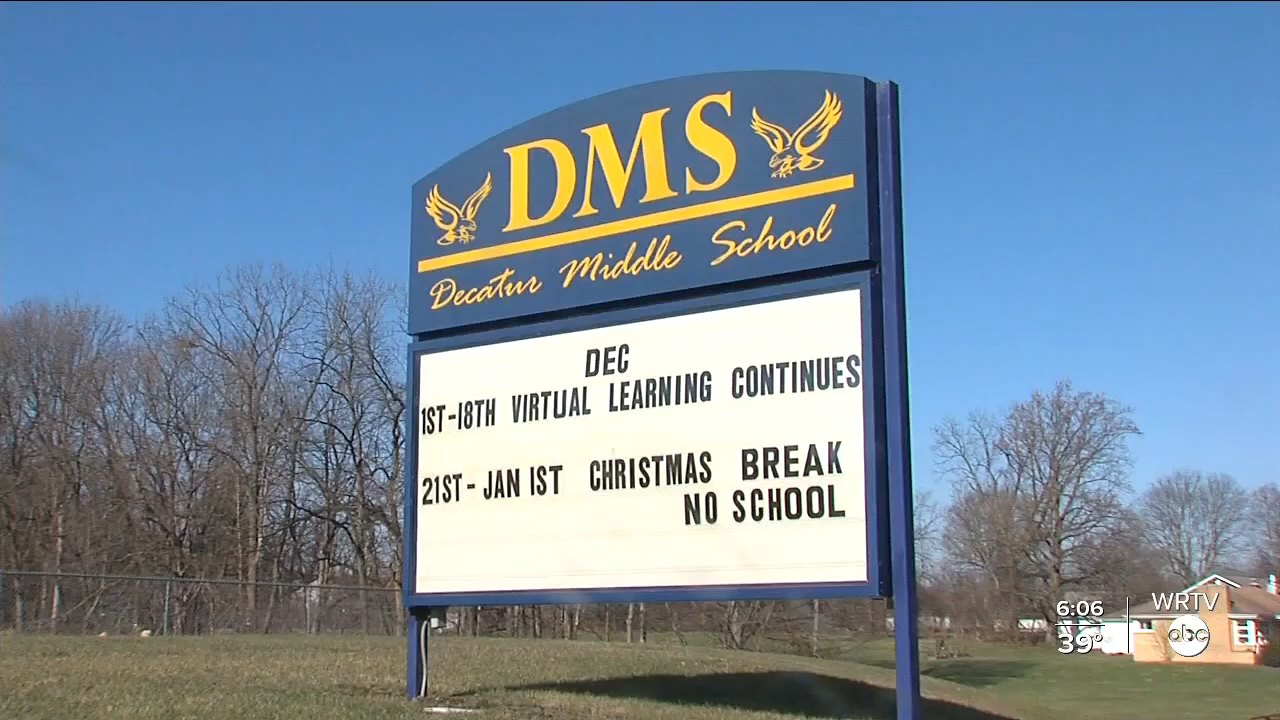 DMS
Decatur Middle School
DEC
1ST-18TH VIRTUAL LEARNING CONTINUES
21ST- JAN 1ST CHRISTMAS BREAK
NO SCHOOL
6:06
39°
WRTV
abc